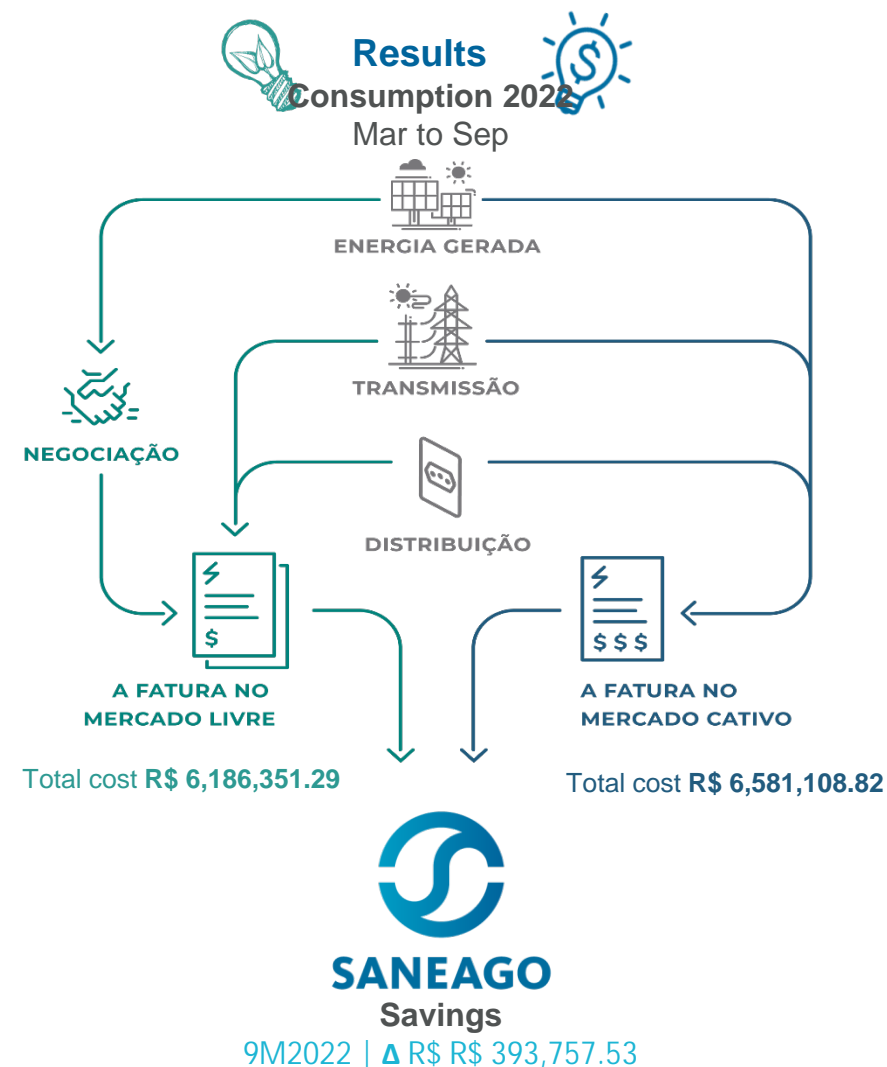 Results
Consumption 2022
Mar to Sep
ENERGIA GERADA
TRANSMISSÃO
NEGOCIAÇÃO
DISTRIBUIÇÃO
$
$ $ $
A FATURA NO
MERCADO LIVRE
A FATURA NO
MERCADO CATIVO
Total cost R$ 6,186,351.29
Total cost R$ 6,581,108.82
SANEAGO
Savings
9M2022 | Δ R$ R$ 393,757.53